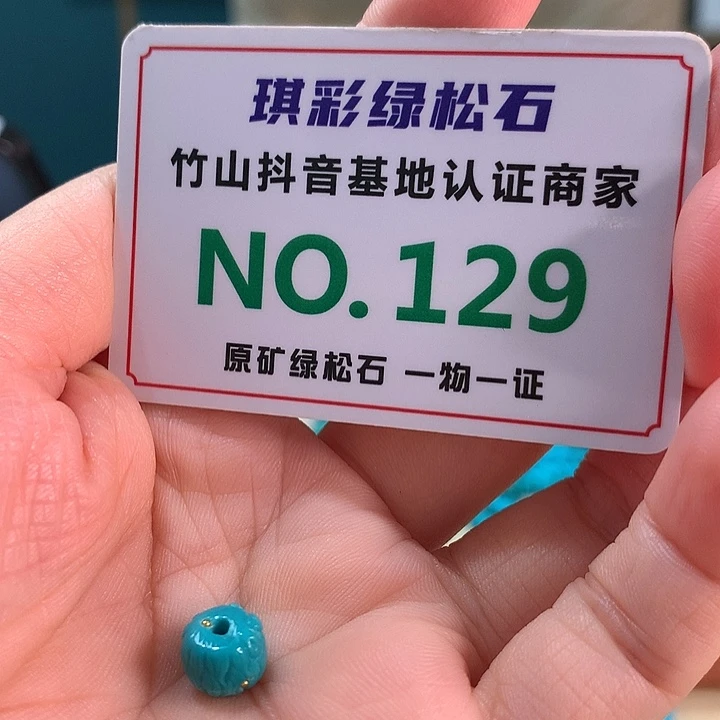 琪彩绿松石
竹山抖音基地认证商家
NO.129
原矿绿松石 一物一证